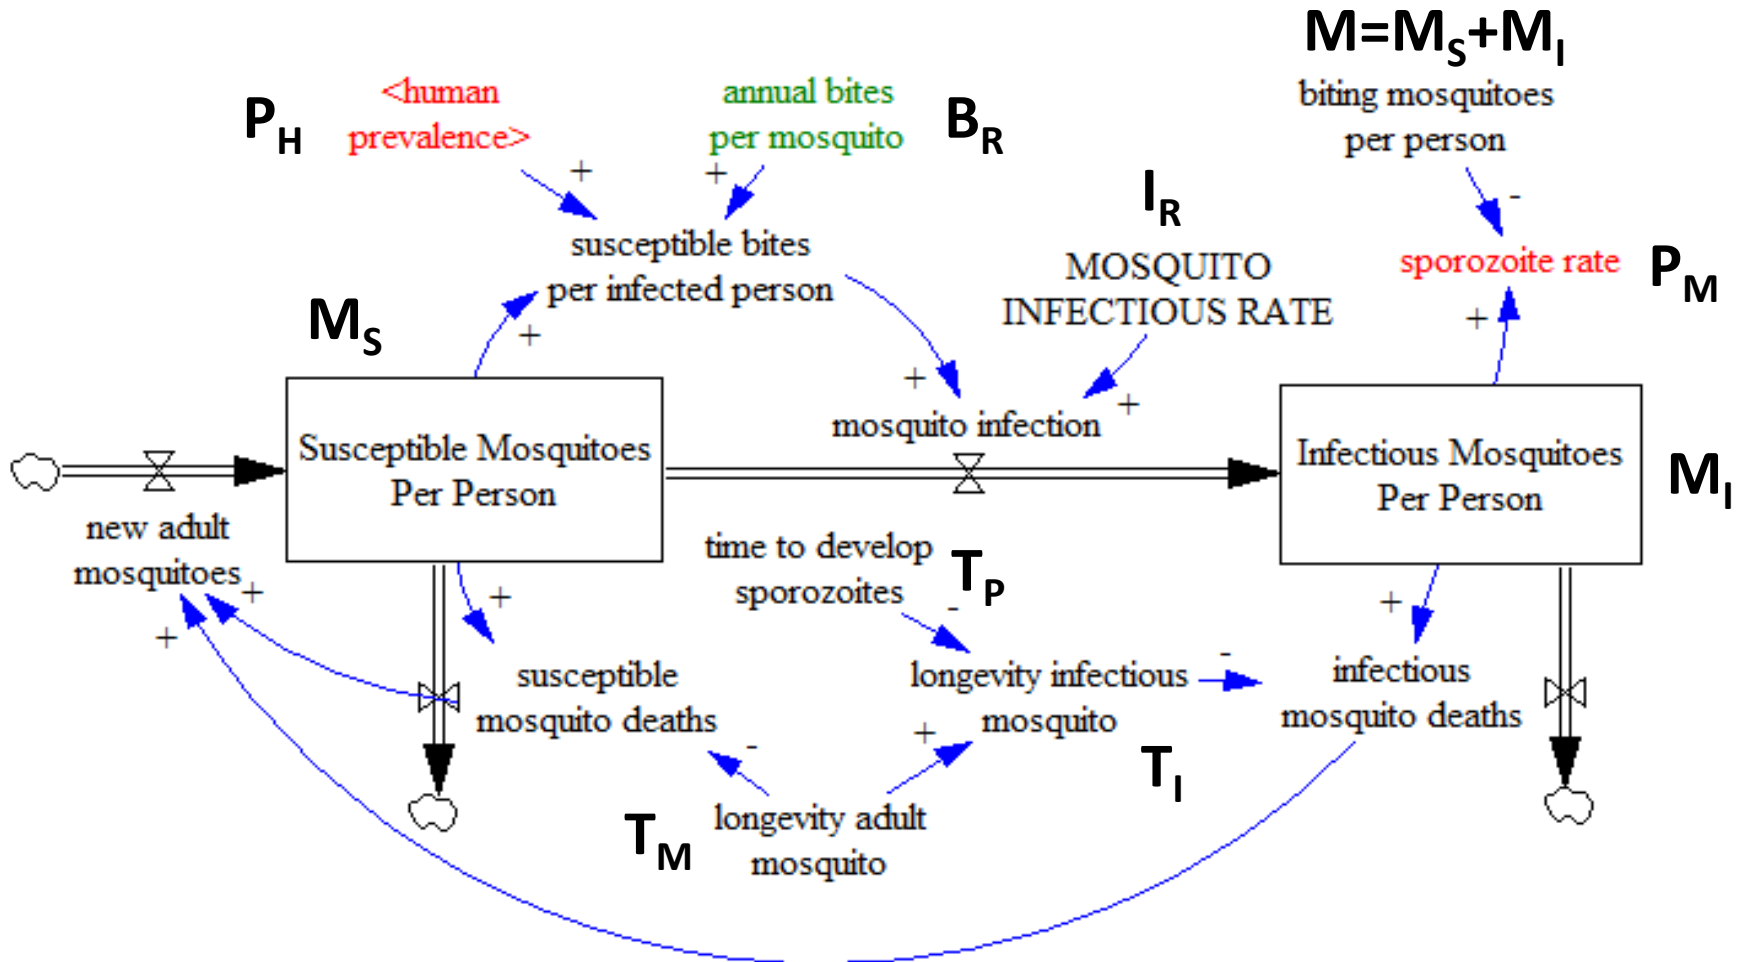 M=MS+MI
<human
prevalence>
PH
annual bites
per mosquito
BR
biting mosquitoes
per person
+
+
-
IR
susceptible bites
per infected person
MOSQUITO
INFECTIOUS RATE
sporozoite rate
PM
MS
+
+
+
+
+
mosquito infection
Susceptible Mosquitoes
Per Person
Infectious Mosquitoes
Per Person
MI
new adult
mosquitoes
+
+
+
time to develop
sporozoites
TP
-
+
susceptible
mosquito deaths
longevity infectious
mosquito
-
infectious
mosquito deaths
-
+
TI
TM
longevity adult
mosquito